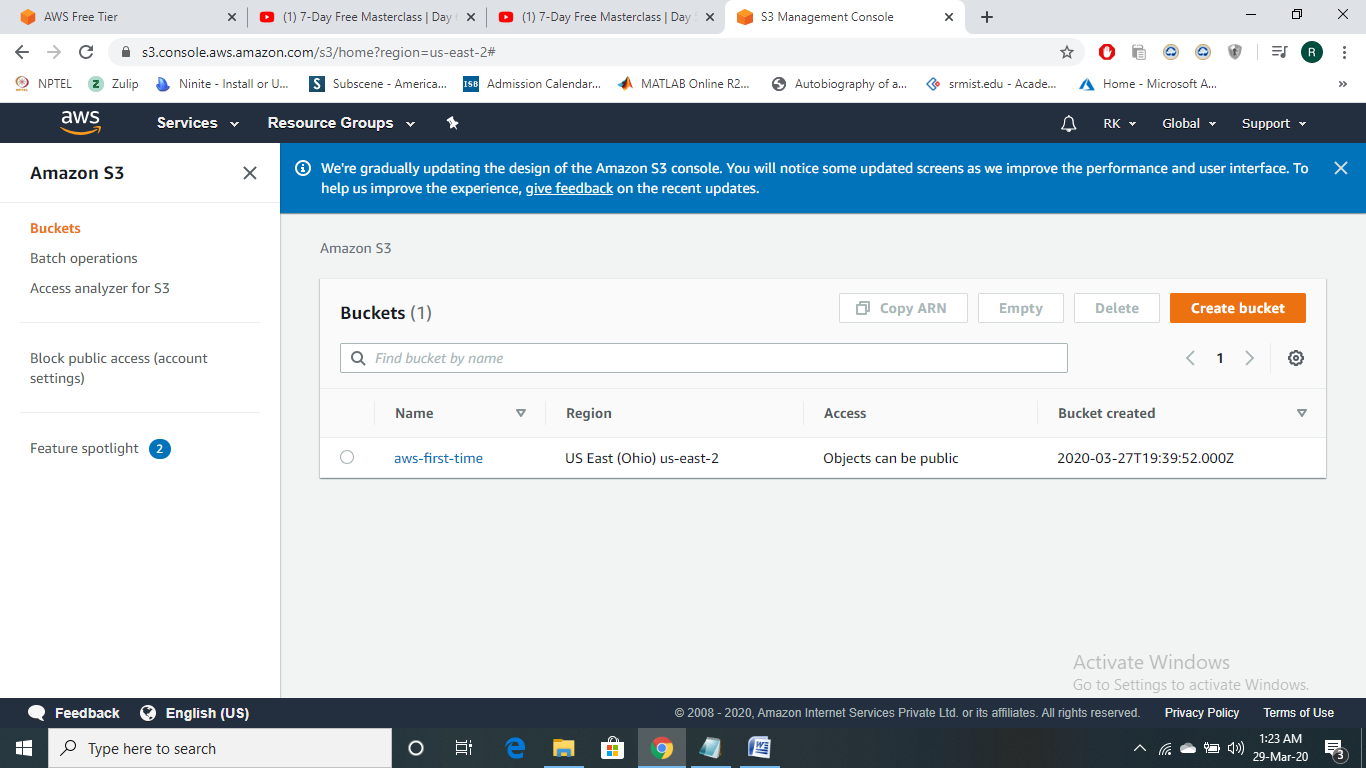 AWS Free Tier
(1) 7-Day Free Masterclass | Day
(1) 7-Day Free Masterclass | Day
S3 Management Console
s3.console.aws.amazon.com/s3/home?region=us-east-2#
R
NPTEL
Zulip
Ninite - Install or U...
Subscene - America...
ISB
Admission Calendar...
MATLAB Online R2...
Autobiography of a...
srmist.edu - Acade...
Home - Microsoft A...
»
aws
Services
Resource Groups
RK
Global
Support
Amazon S3
We're gradually updating the design of the Amazon S3 console. You will notice some updated screens as we improve the performance and user interface. To
help us improve the experience, give feedback on the recent updates.
Buckets
Batch operations
Access analyzer for S3
Block public access (account
settings)
Feature spotlight 2
Amazon S3
Buckets (1)
Copy ARN
Empty
Delete
Create bucket
Find bucket by name
1
Name
Region
Access
Bucket created
aws-first-time
US East (Ohio) us-east-2
Objects can be public
2020-03-27T19:39:52.000Z
Activate Windows
Go to Settings to activate Windows.
Feedback
English (US)
© 2008 - 2020, Amazon Internet Services Private Ltd. or its affiliates. All rights reserved.
Privacy Policy
Terms of Use
Type here to search
1:23 AM
29-Mar-20
3